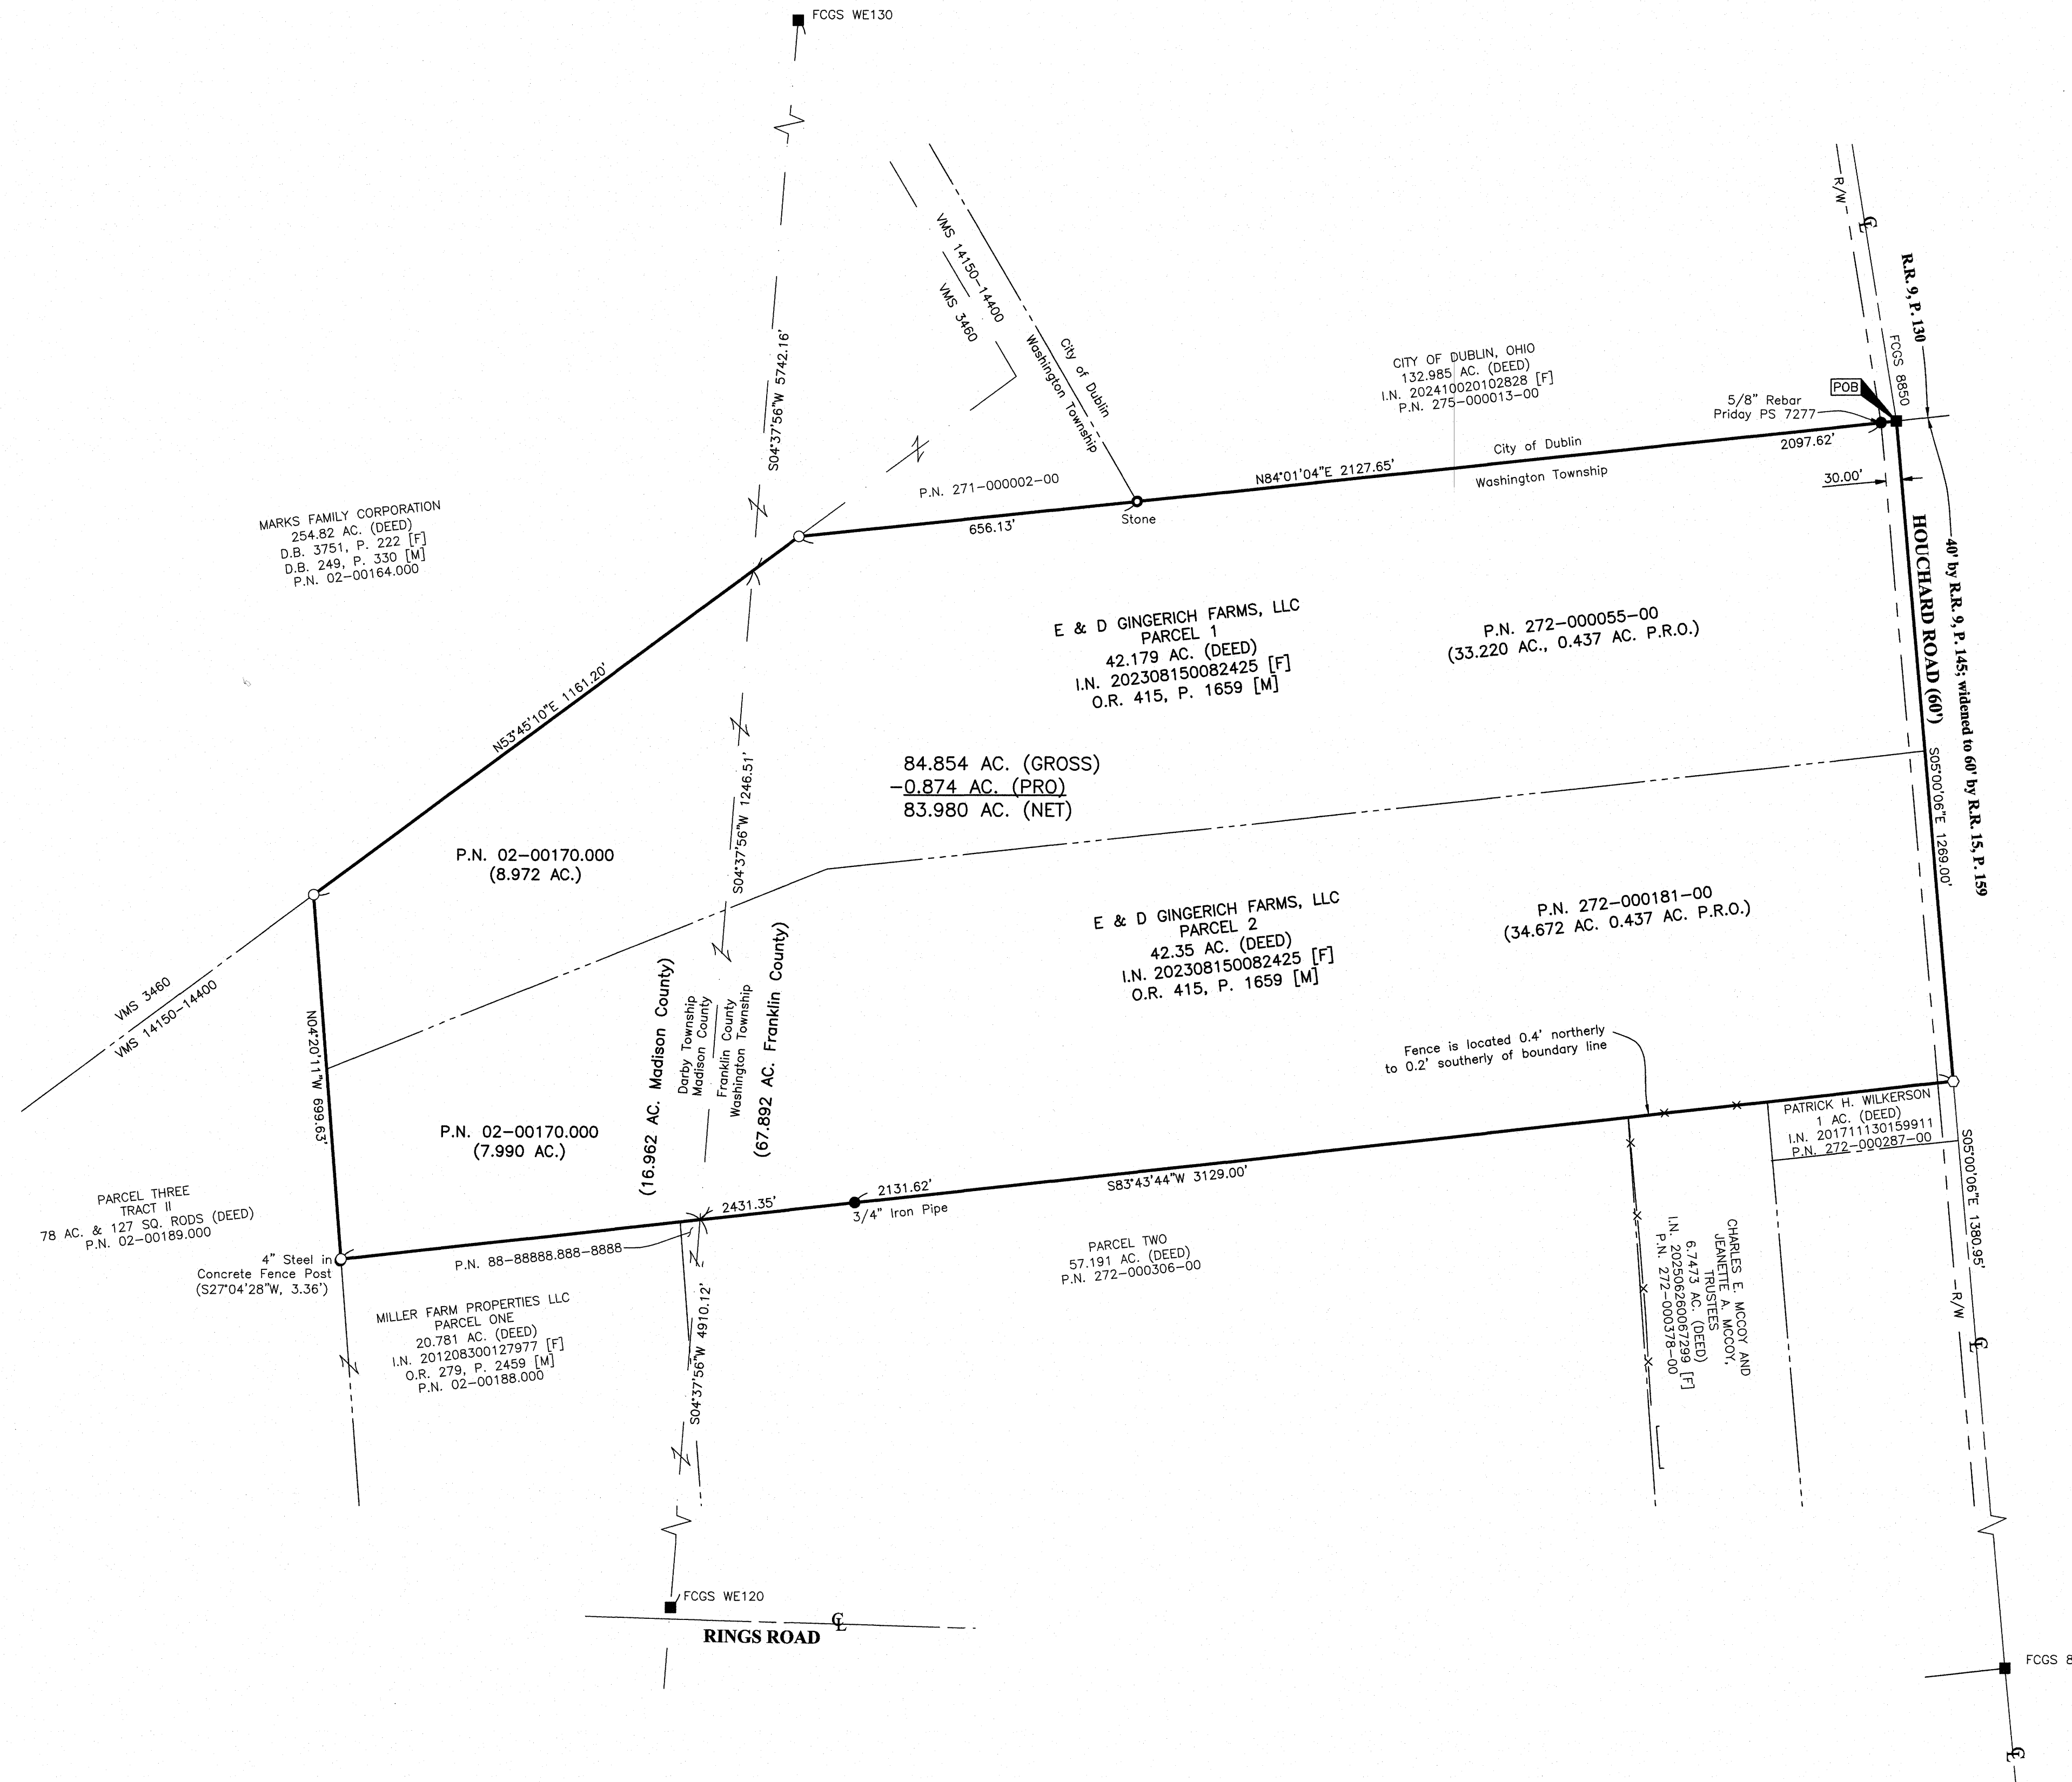 FCGS WE130
S04°37'56"W 5742.16'
VMS 14150-14400
VMS 3460
City of Dublin
Washington Township
R/W
CL
R.R. 9, P. 130
FCGS 8850
POB
5/8" Rebar
Priday PS 7277
CITY OF DUBLIN, OHIO
132.985 AC. (DEED)
I.N. 202410020102828 [F]
P.N. 275-000013-00
City of Dublin
Washington Township
2097.62'
N84°01'04"E 2127.65'
30.00'
P.N. 271-000002-00
656.13'
Stone
MARKS FAMILY CORPORATION
254.82 AC. (DEED)
D.B. 3751, P. 222 [F]
D.B. 249, P. 330 [M]
P.N. 02-00164.000
HOUCHARD ROAD (60')
40' by R.R. 9, P. 145; widened to 60' by R.R. 15, P. 159
S05°00'06"E 1269.00'
E & D GINGERICH FARMS, LLC
PARCEL 1
42.179 AC. (DEED)
I.N. 202308150082425 [F]
O.R. 415, P. 1659 [M]
P.N. 272-000055-00
(33.220 AC., 0.437 AC. P.R.O.)
N53°45'10"E 1161.20'
S04°37'56"W 1246.51'
84.854 AC. (GROSS)
-0.874 AC. (PRO)
83.980 AC. (NET)
P.N. 02-00170.000
(8.972 AC.)
E & D GINGERICH FARMS, LLC
PARCEL 2
42.35 AC. (DEED)
I.N. 202308150082425 [F]
O.R. 415, P. 1659 [M]
P.N. 272-000181-00
(34.672 AC. 0.437 AC. P.R.O.)
VMS 3460
VMS 14150-14400
N04°20'11"W 699.63'
(16.962 AC. Madison County)
Darby Township
Madison County
Franklin County
Washington Township
(67.892 AC. Franklin County)
Fence is located 0.4' northerly
to 0.2' southerly of boundary line
P.N. 02-00170.000
(7.990 AC.)
PATRICK H. WILKERSON
1 AC. (DEED)
I.N. 201711130159911
P.N. 272-000287-00
2431.35'
2131.62'
3/4" Iron Pipe
S83°43'44"W 3129.00'
PARCEL THREE
TRACT II
78 AC. & 127 SQ. RODS (DEED)
P.N. 02-00189.000
4" Steel in
Concrete Fence Post
(S27°04'28"W, 3.36')
P.N. 88-88888.888-8888
PARCEL TWO
57.191 AC. (DEED)
P.N. 272-000306-00
MILLER FARM PROPERTIES LLC
PARCEL ONE
20.781 AC. (DEED)
I.N. 201208300127977 [F]
O.R. 279, P. 2459 [M]
P.N. 02-00188.000
S04°37'56"W 4910.12'
CHARLES E. MCCOY AND
JEANETTE A. MCCOY,
TRUSTEES
6.7473 AC. (DEED)
I.N. 202506260067299 [F]
P.N. 272-000378-00
S05°00'06"E 1380.95'
R/W
CL
FCGS WE120
CL
RINGS ROAD
FCGS 8
CL